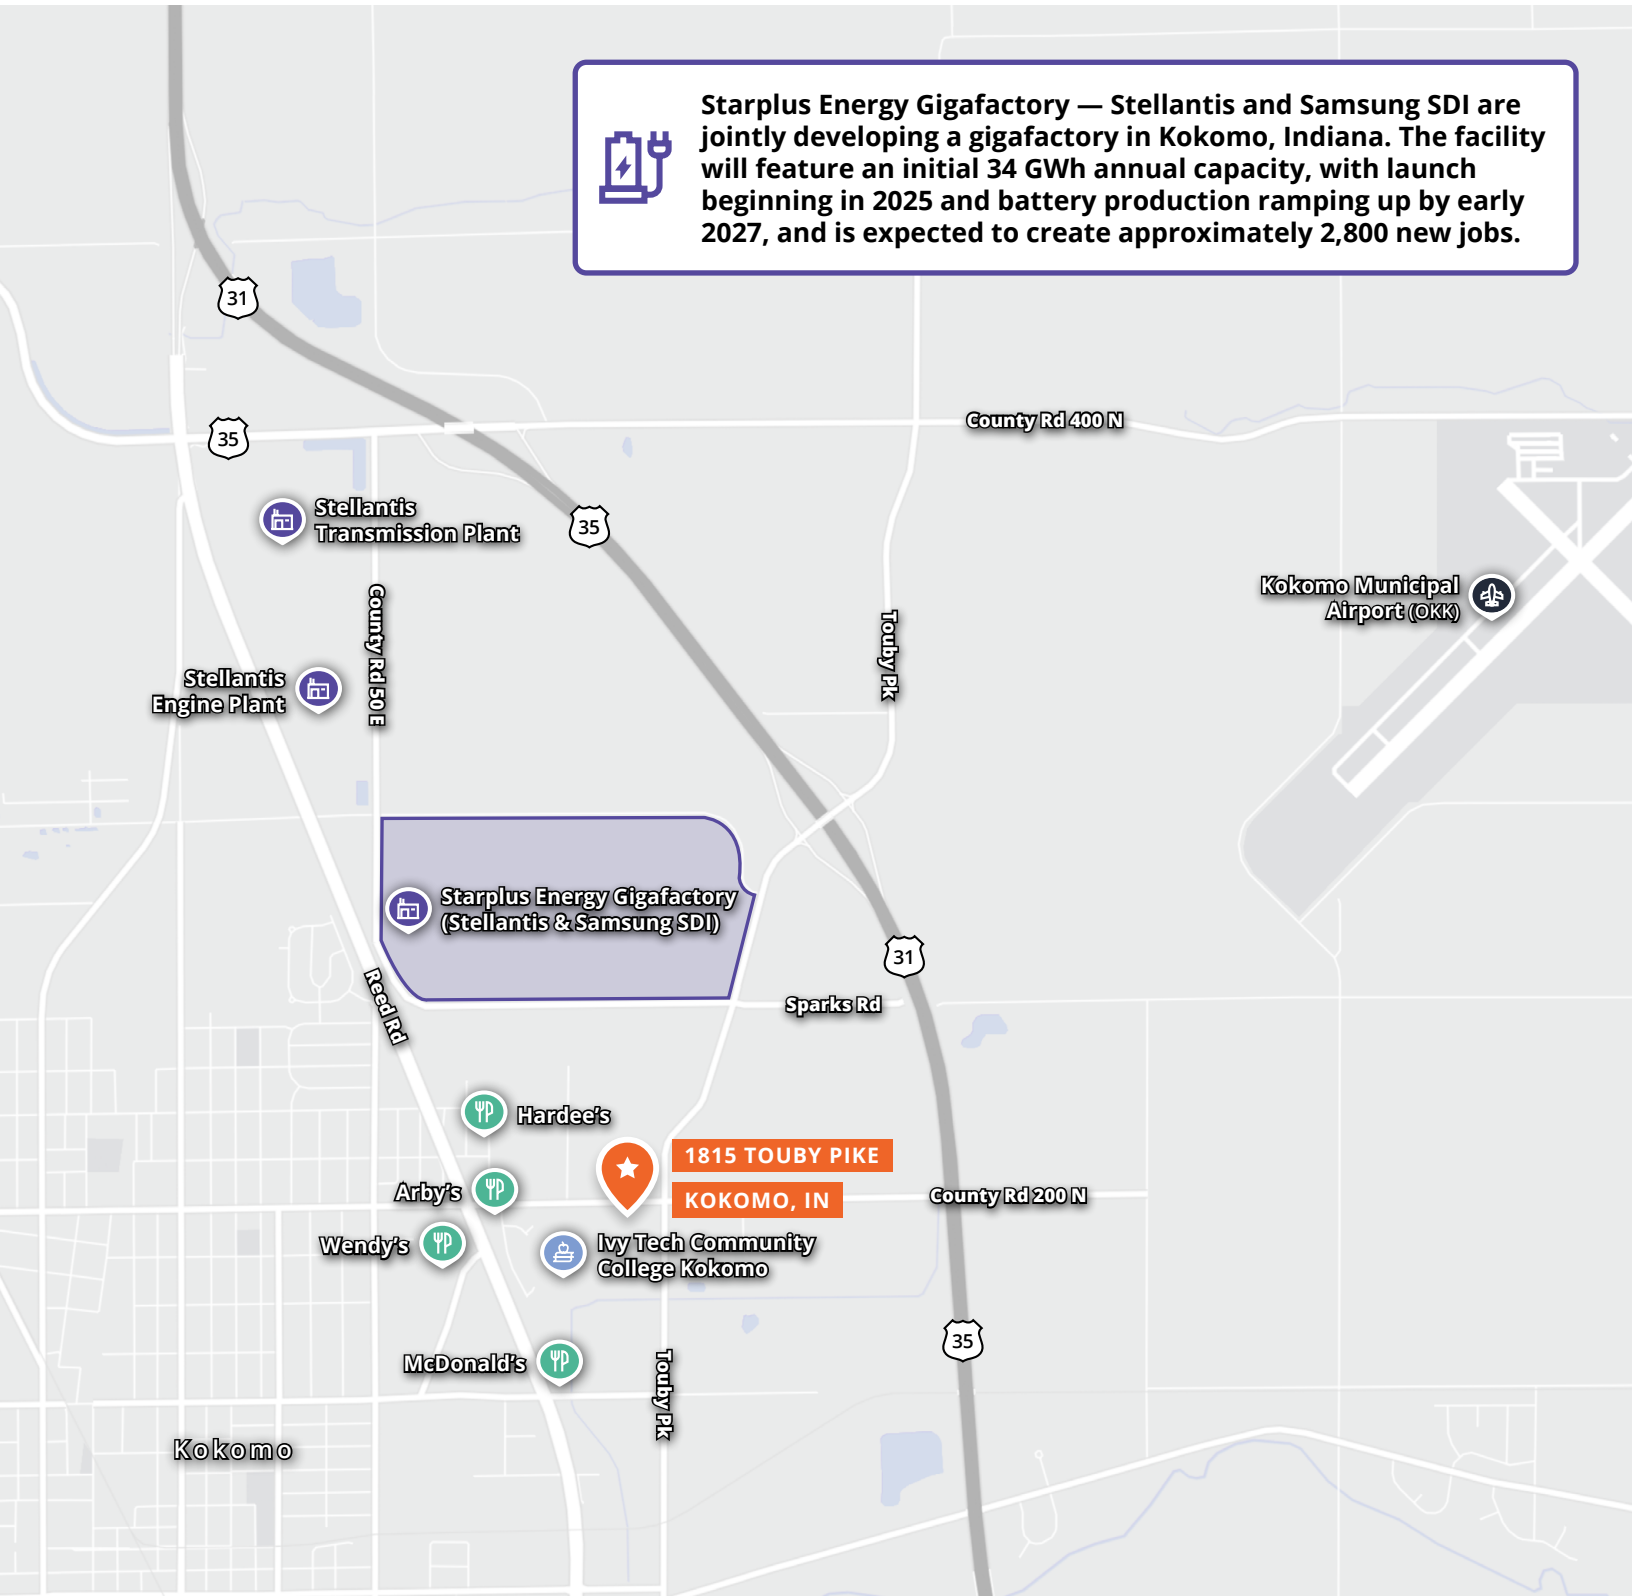 Starplus Energy Gigafactory — Stellantis and Samsung SDI are
jointly developing a gigafactory in Kokomo, Indiana. The facility
will feature an initial 34 GWh annual capacity, with launch
beginning in 2025 and battery production ramping up by early
2027, and is expected to create approximately 2,800 new jobs.
31
35
County Rd 400 N
Stellantis
Transmission Plant
35
Kokomo Municipal
Airport (OKK)
County Rd 50 E
Touby Pk
Stellantis
Engine Plant
Starplus Energy Gigafactory
(Stellantis & Samsung SDI)
31
Reed Rd
Sparks Rd
Hardee's
1815 TOUBY PIKE
KOKOMO, IN
Arby's
County Rd 200 N
Wendy's
Ivy Tech Community
College Kokomo
35
McDonald's
Touby Pk
Kokomo